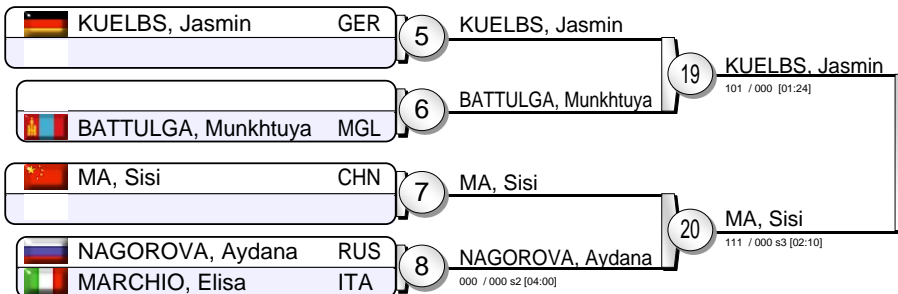 KUELBS, Jasmin GER
5
KUELBS, Jasmin
19
KUELBS, Jasmin
101 / 000 [01:24]
6
BATTULGA, Munkhtuya
BATTULGA, Munkhtuya MGL
MA, Sisi CHN
7
MA, Sisi
20
MA, Sisi
111 / 000 s3 [02:10]
NAGOROVA, Aydana RUS
8
NAGOROVA, Aydana
000 / 000 s2 [04:00]
MARCHIO, Elisa ITA